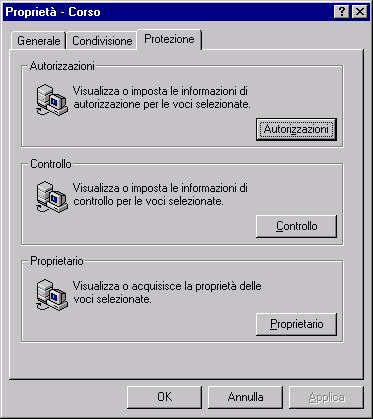 Proprietà - Corso
Generale
Condivisione
Protezione
Autorizzazioni
Visualizza o imposta le informazioni di
autorizzazione per le voci selezionate.
Autorizzazioni
Controllo
Visualizza o imposta le informazioni di
controllo per le voci selezionate.
Controllo
Proprietario
Visualizza o acquisisce la proprietà delle
voci selezionate.
Proprietario
OK
Annulla
Applica